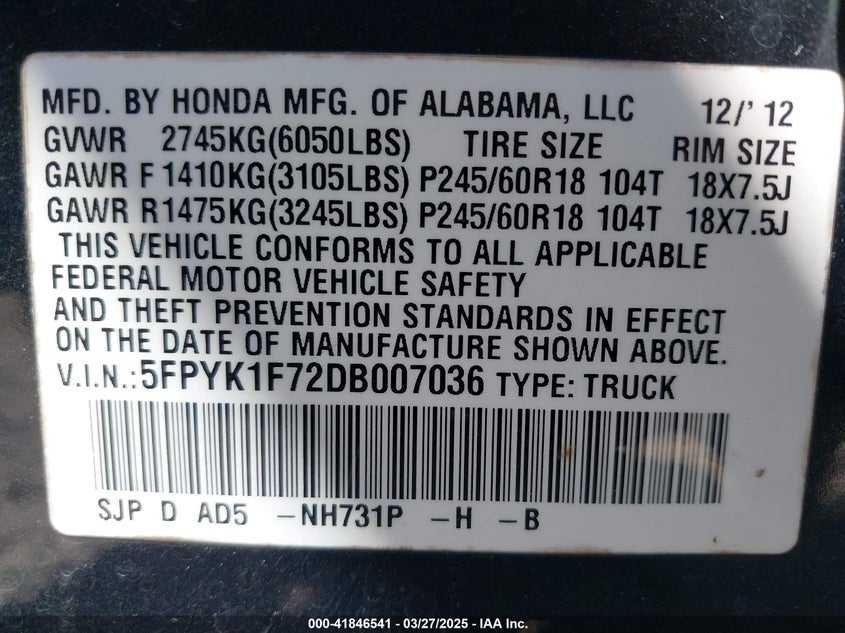 MFD. BY HONDA MFG. OF ALABAMA, LLC 12/' 12
GVWR 2745KG(6050LBS) TIRE SIZE RIM SIZE
GAWR F 1410KG(3105LBS) P245/60R18 104T 18X7.5J
GAWR R1475KG(3245LBS) P245/60R18 104T 18X7.5J
THIS VEHICLE CONFORMS TO ALL APPLICABLE
FEDERAL MOTOR VEHICLE SAFETY
AND THEFT PREVENTION STANDARDS IN EFFECT
ON THE DATE OF MANUFACTURE SHOWN ABOVE.
V.I.N.:5FPYK1F72DB007036 TYPE: TRUCK
SJP D AD5 -NH731P -H -B
000-41846541 - 03/27/2025 - IAA Inc.